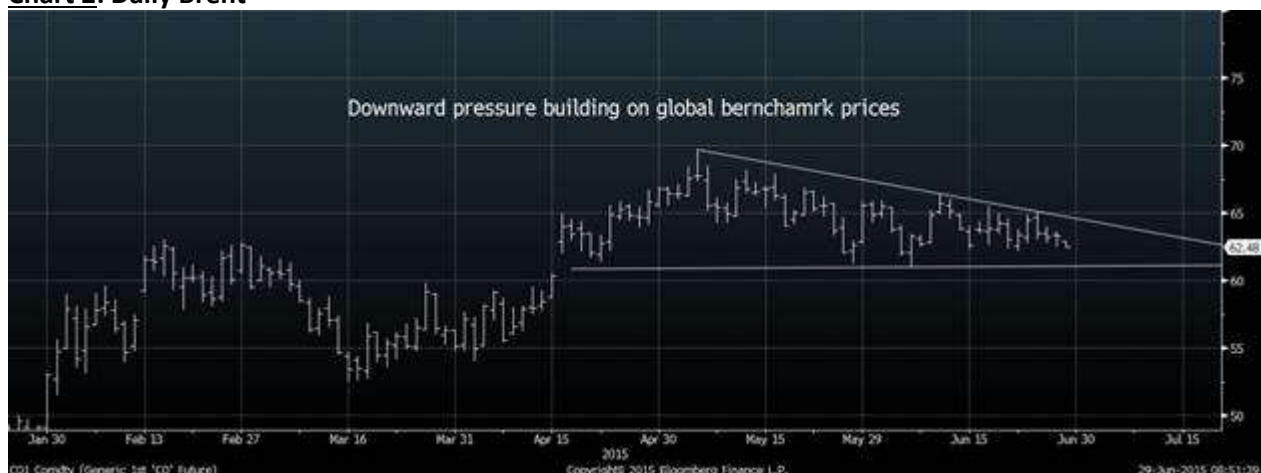 Chart 2: Daily Brent
Downward pressure building on global bernchamrk prices
75
70
65
62.48
60
55
50
Jan 30 Feb 13 Feb 27 Mar 16 Mar 31 Apr 15 Apr 30 May 15 May 29 Jun 15 Jun 30 Jul 15
2015
CO1 Comdty (Generic 1st 'CO' Future) Copyright© 2015 Bloomberg Finance L.P. 29-Jun-2015 08:51:39